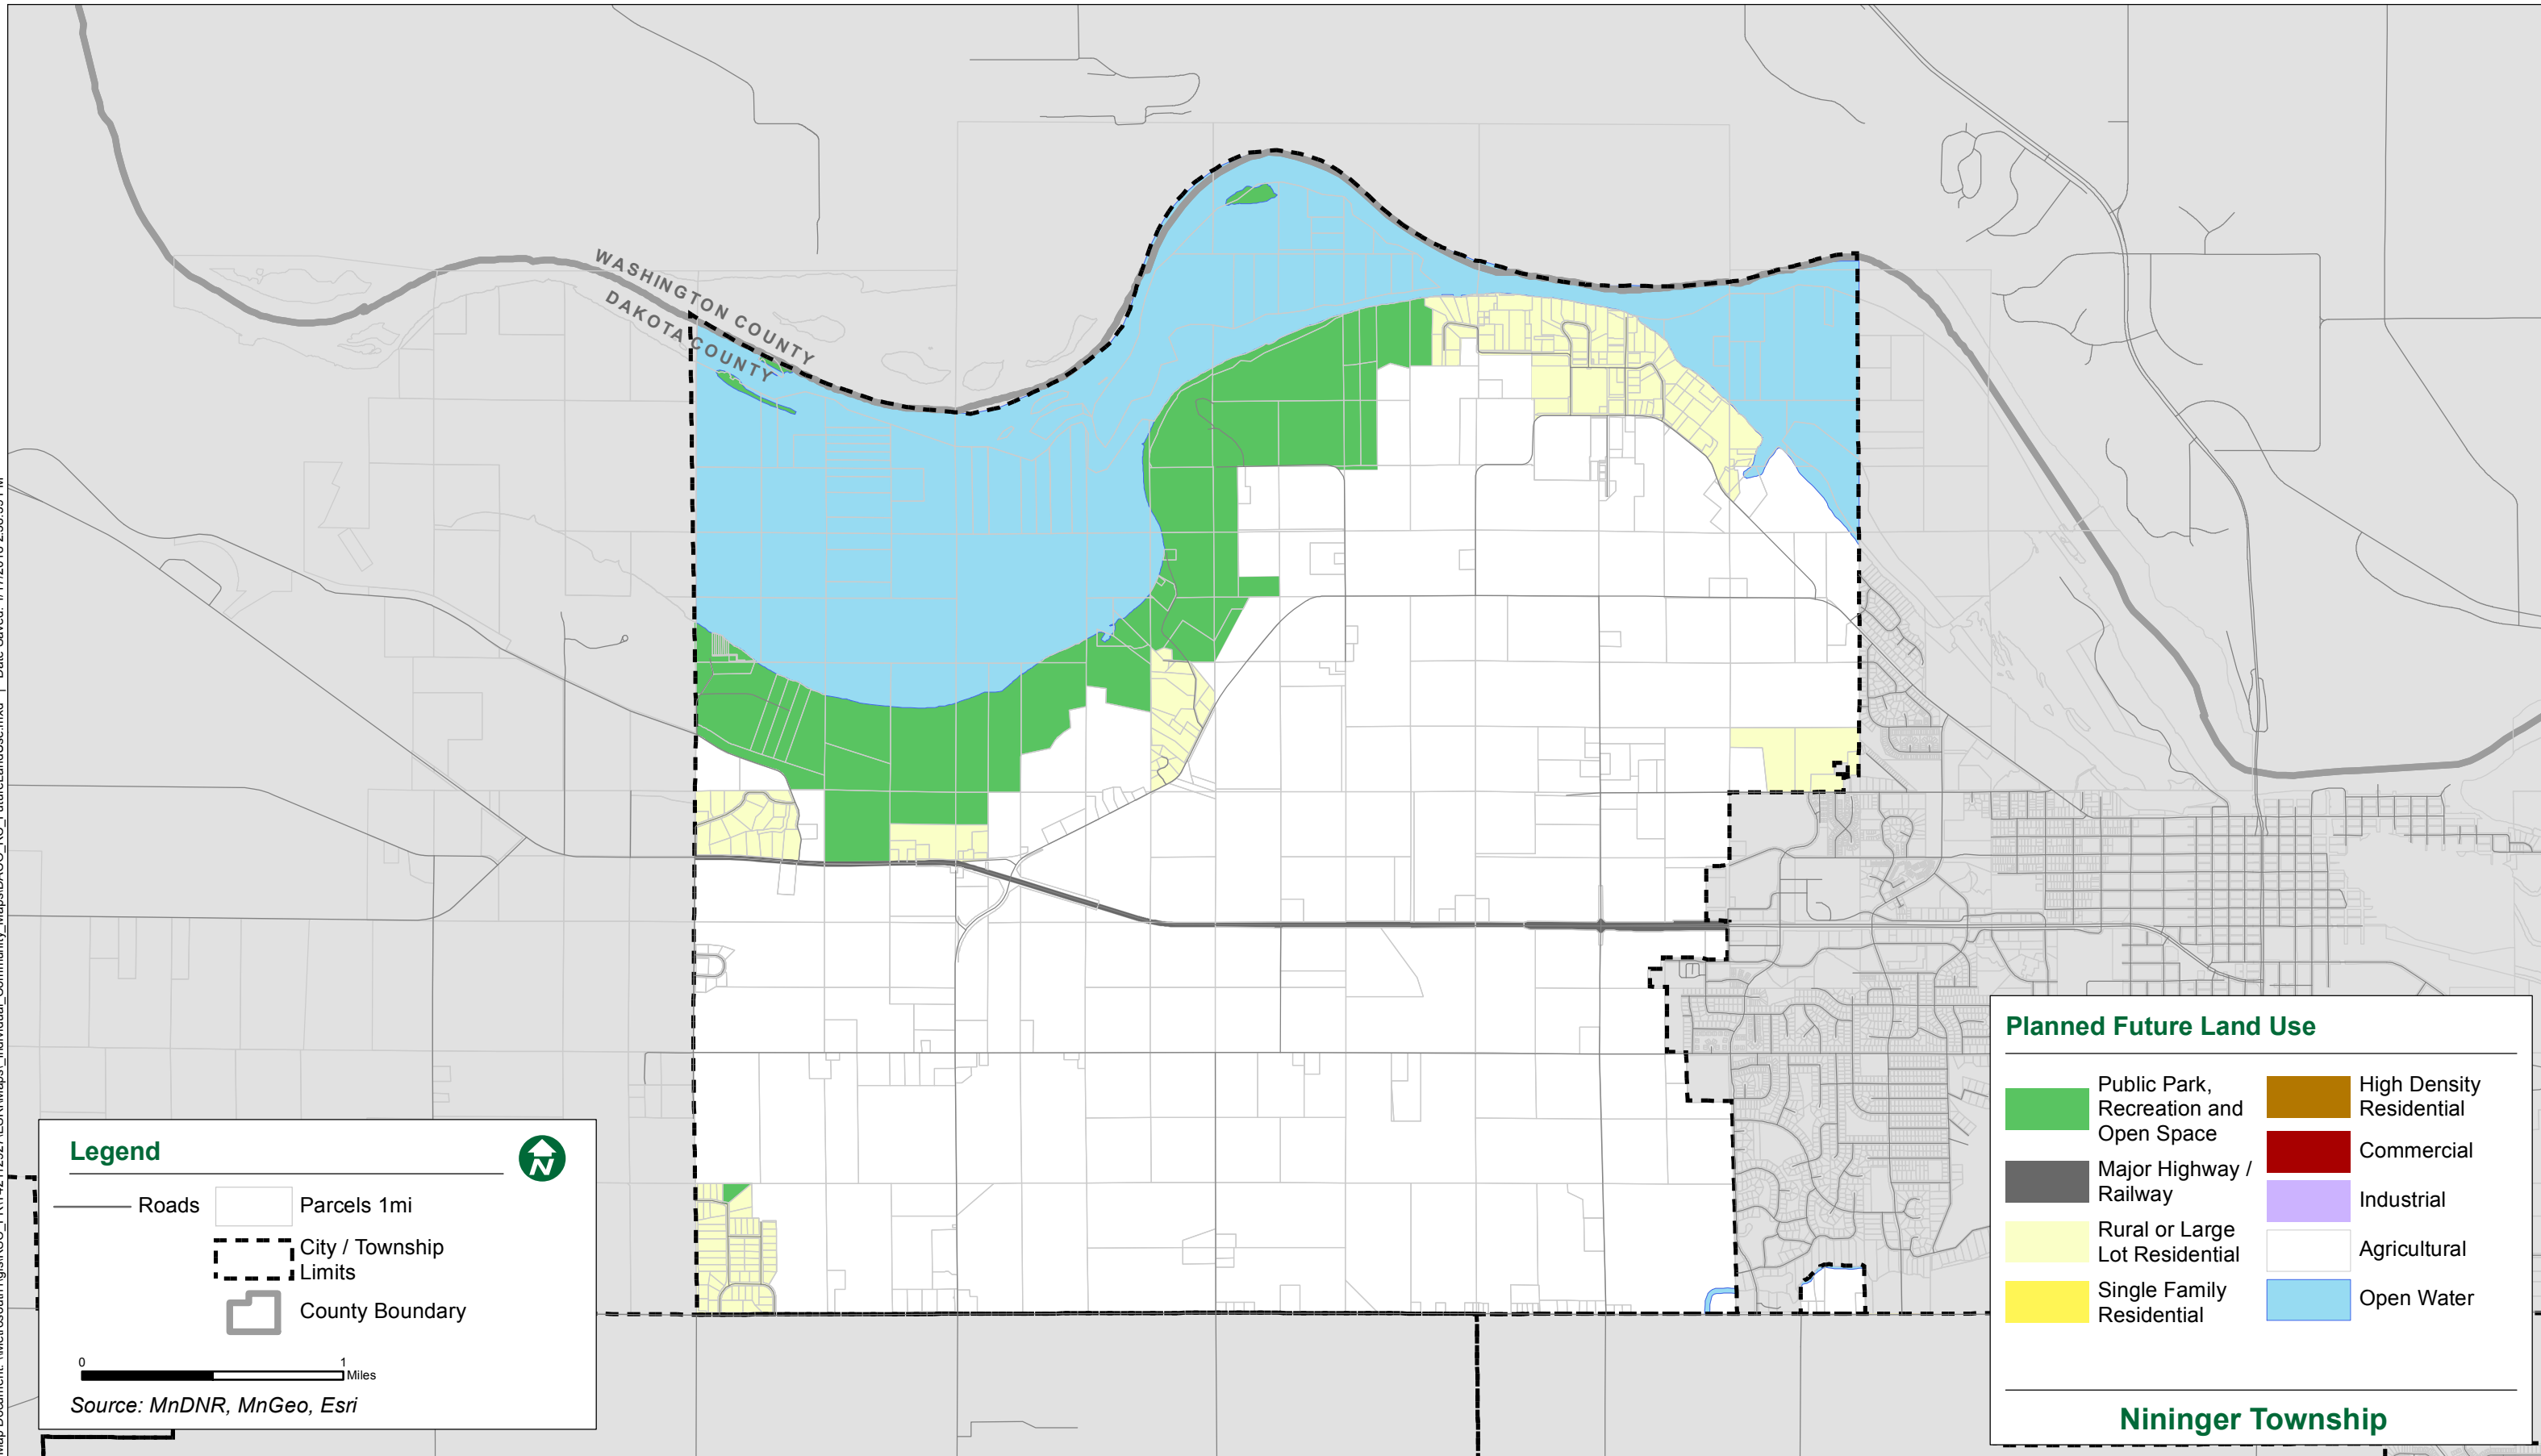 WASHINGTON COUNTY
DAKOTA COUNTY
Legend
N
Roads
Parcels 1mi
City / Township
Limits
County Boundary
0 1
Miles
Source: MnDNR, MnGeo, Esri
Planned Future Land Use
Public Park,
Recreation and
Open Space
Major Highway /
Railway
Rural or Large
Lot Residential
Single Family
Residential
High Density
Residential
Commercial
Industrial
Agricultural
Open Water
Nininger Township